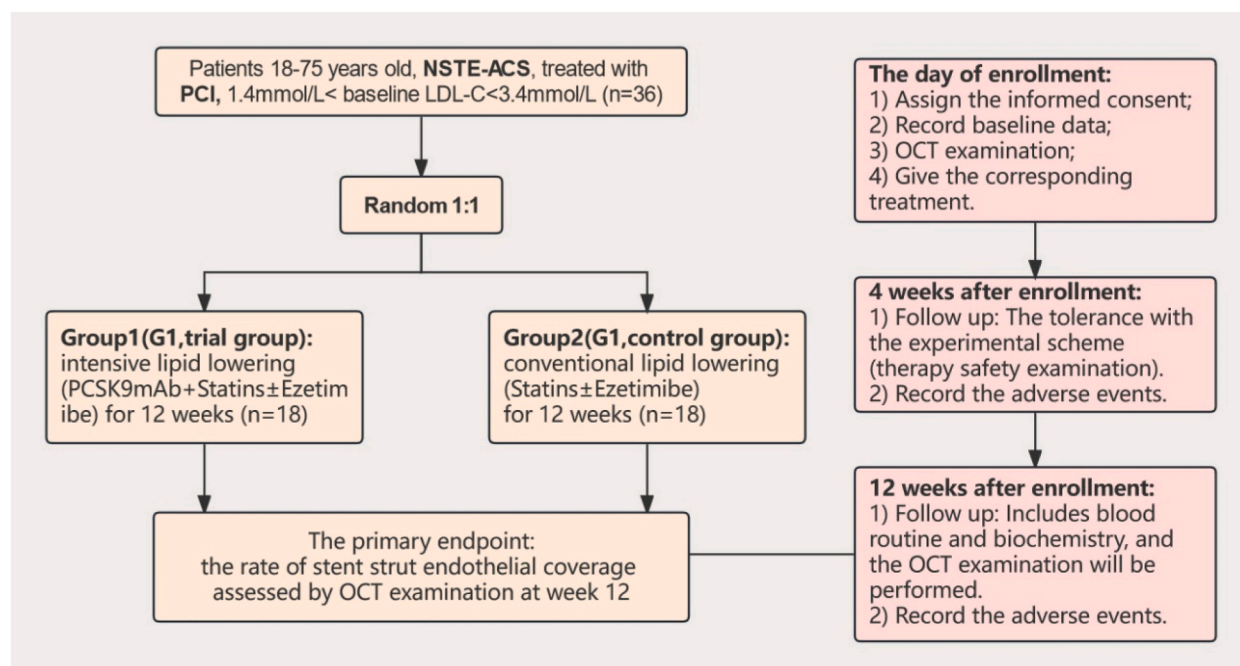 Patients 18-75 years old, NSTE-ACS, treated with
PCI, 1.4mmol/L< baseline LDL-C<3.4mmol/L (n=36)
Random 1:1
Group1(G1,trial group):
intensive lipid lowering
(PCSK9mAb+Statins±Ezetim
ibe) for 12 weeks (n=18)
Group2(G1,control group):
conventional lipid lowering
(Statins±Ezetimibe)
for 12 weeks (n=18)
The primary endpoint:
the rate of stent strut endothelial coverage
assessed by OCT examination at week 12
The day of enrollment:
1) Assign the informed consent;
2) Record baseline data;
3) OCT examination;
4) Give the corresponding
treatment.
4 weeks after enrollment:
1) Follow up: The tolerance with
the experimental scheme
(therapy safety examination).
2) Record the adverse events.
12 weeks after enrollment:
1) Follow up: Includes blood
routine and biochemistry, and
the OCT examination will be
performed.
2) Record the adverse events.